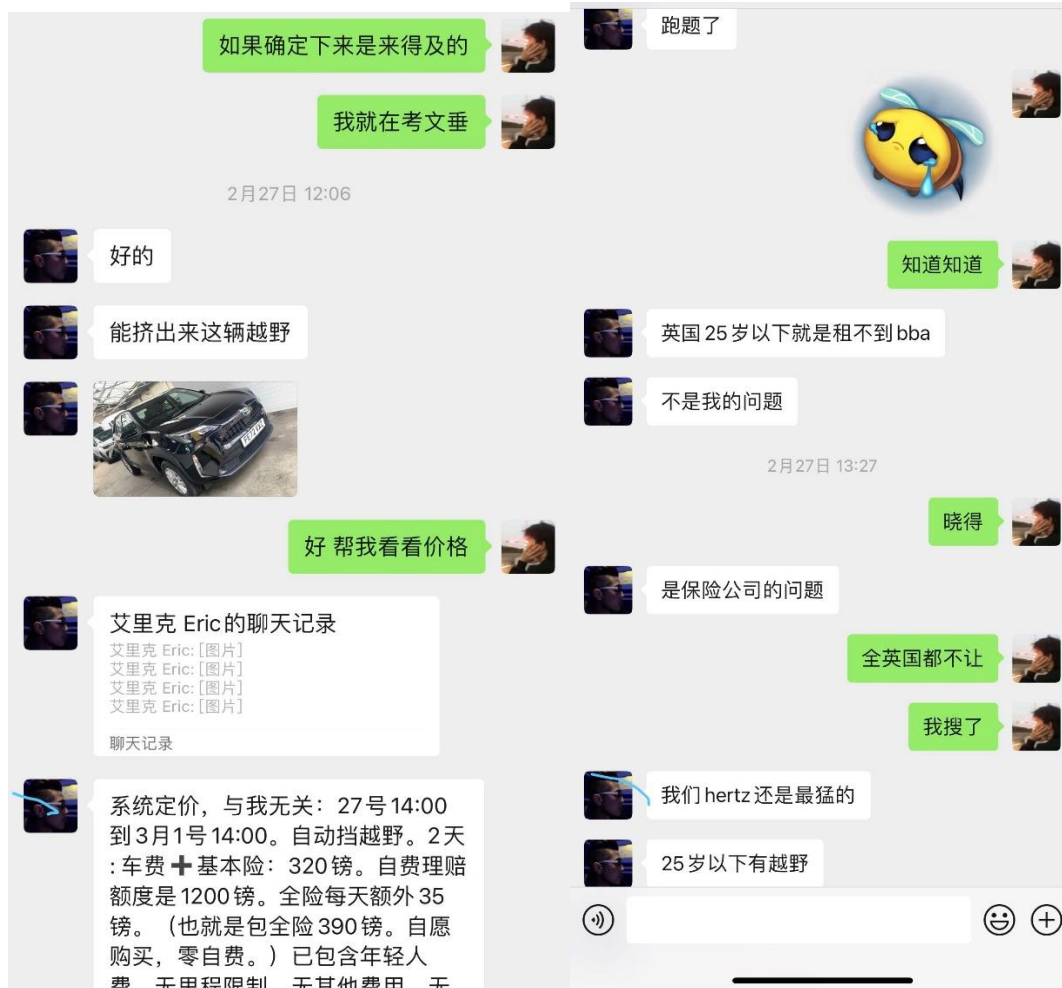 如果确定下来是来得及的
我就在考文垂
2月27日 12:06
好的
能挤出来这辆越野
好 帮我看看价格
艾里克 Eric的聊天记录
艾里克 Eric: [图片]
艾里克 Eric: [图片]
艾里克 Eric: [图片]
艾里克 Eric: [图片]
聊天记录
系统定价，与我无关：27号14:00
到3月1号14:00。自动挡越野。2天
: 车费➕基本险：320镑。自费理赔
额度是1200镑。全险每天额外35
镑。（也就是包全险390镑。自愿
购买，零自费。）已包含年轻人
费，无里程限制，无其他费用，无
跑题了
知道知道
英国25岁以下就是租不到bba
不是我的问题
2月27日 13:27
晓得
是保险公司的问题
全英国都不让
我搜了
我们hertz还是最猛的
25岁以下有越野